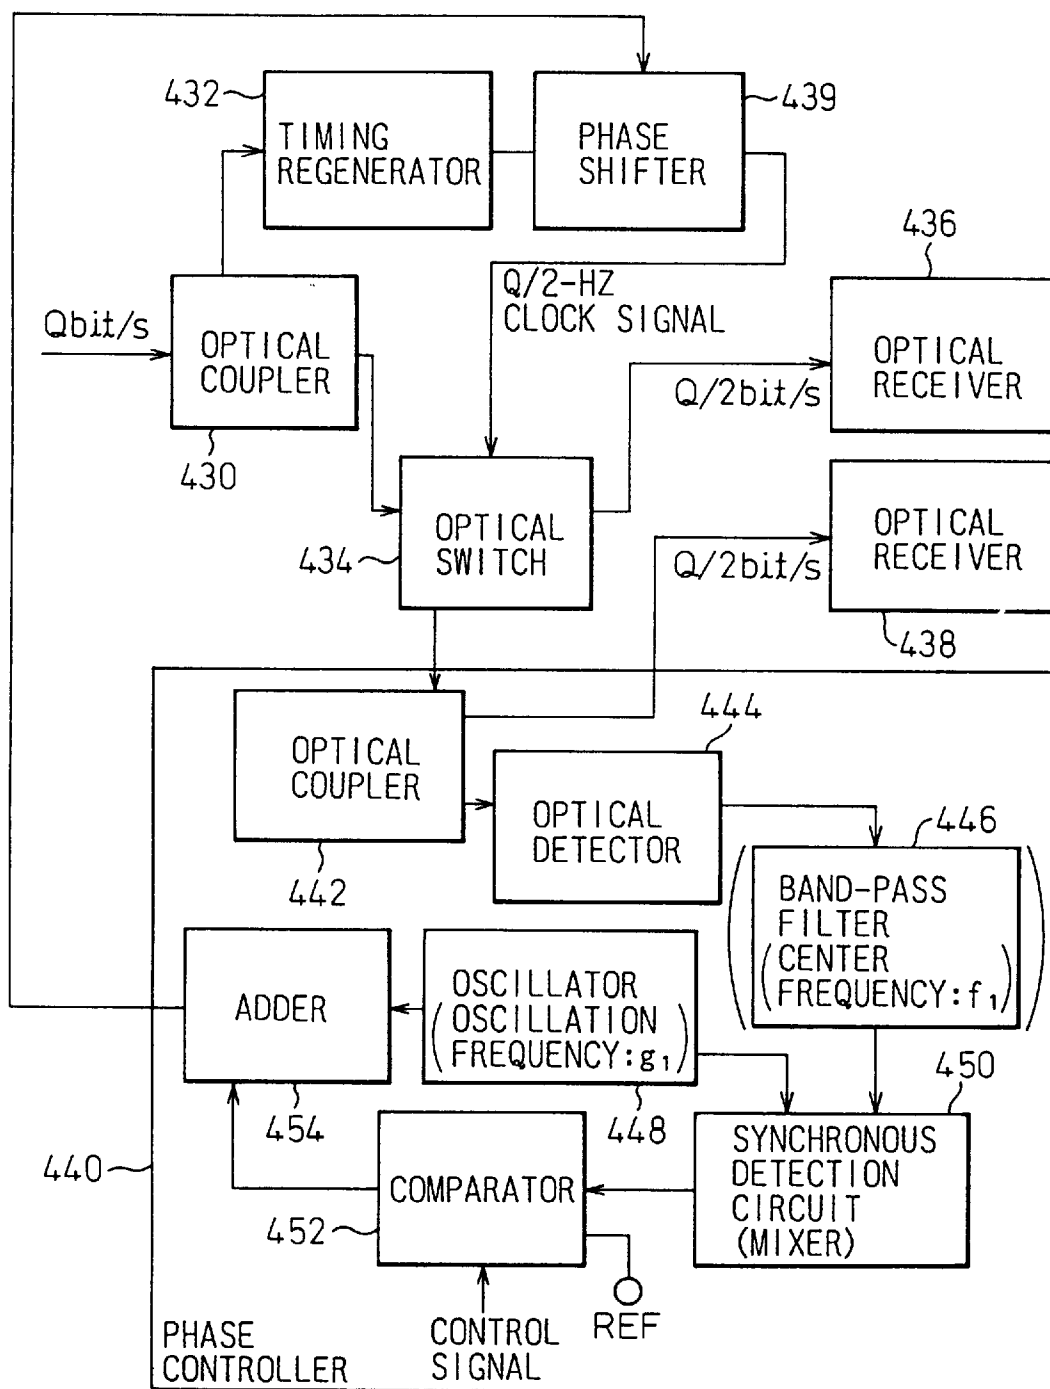 432
TIMING
REGENERATOR
PHASE
SHIFTER
439
436
Qbit/s
OPTICAL
COUPLER
430
Q/2-HZ
CLOCK SIGNAL
Q/2bit/s
OPTICAL
RECEIVER
434
OPTICAL
SWITCH
Q/2bit/s
OPTICAL
RECEIVER
438
OPTICAL
COUPLER
442
444
OPTICAL
DETECTOR
446
BAND-PASS
FILTER
(CENTER
FREQUENCY:f₁)
ADDER
454
OSCILLATOR
(OSCILLATION
FREQUENCY:g₁)
448
450
SYNCHRONOUS
DETECTION
CIRCUIT
(MIXER)
440
COMPARATOR
452
REF
CONTROL
SIGNAL
PHASE
CONTROLLER